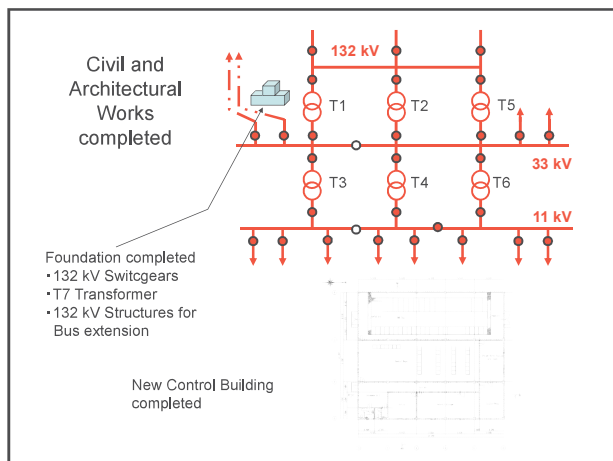 Civil and
Architectural
Works
completed
132 kV
T1
T2
T5
33 kV
T3
T4
T6
11 kV
Foundation completed
▪ 132 kV Switcgears
▪ T7 Transformer
▪ 132 kV Structures for
Bus extension
New Control Building
completed